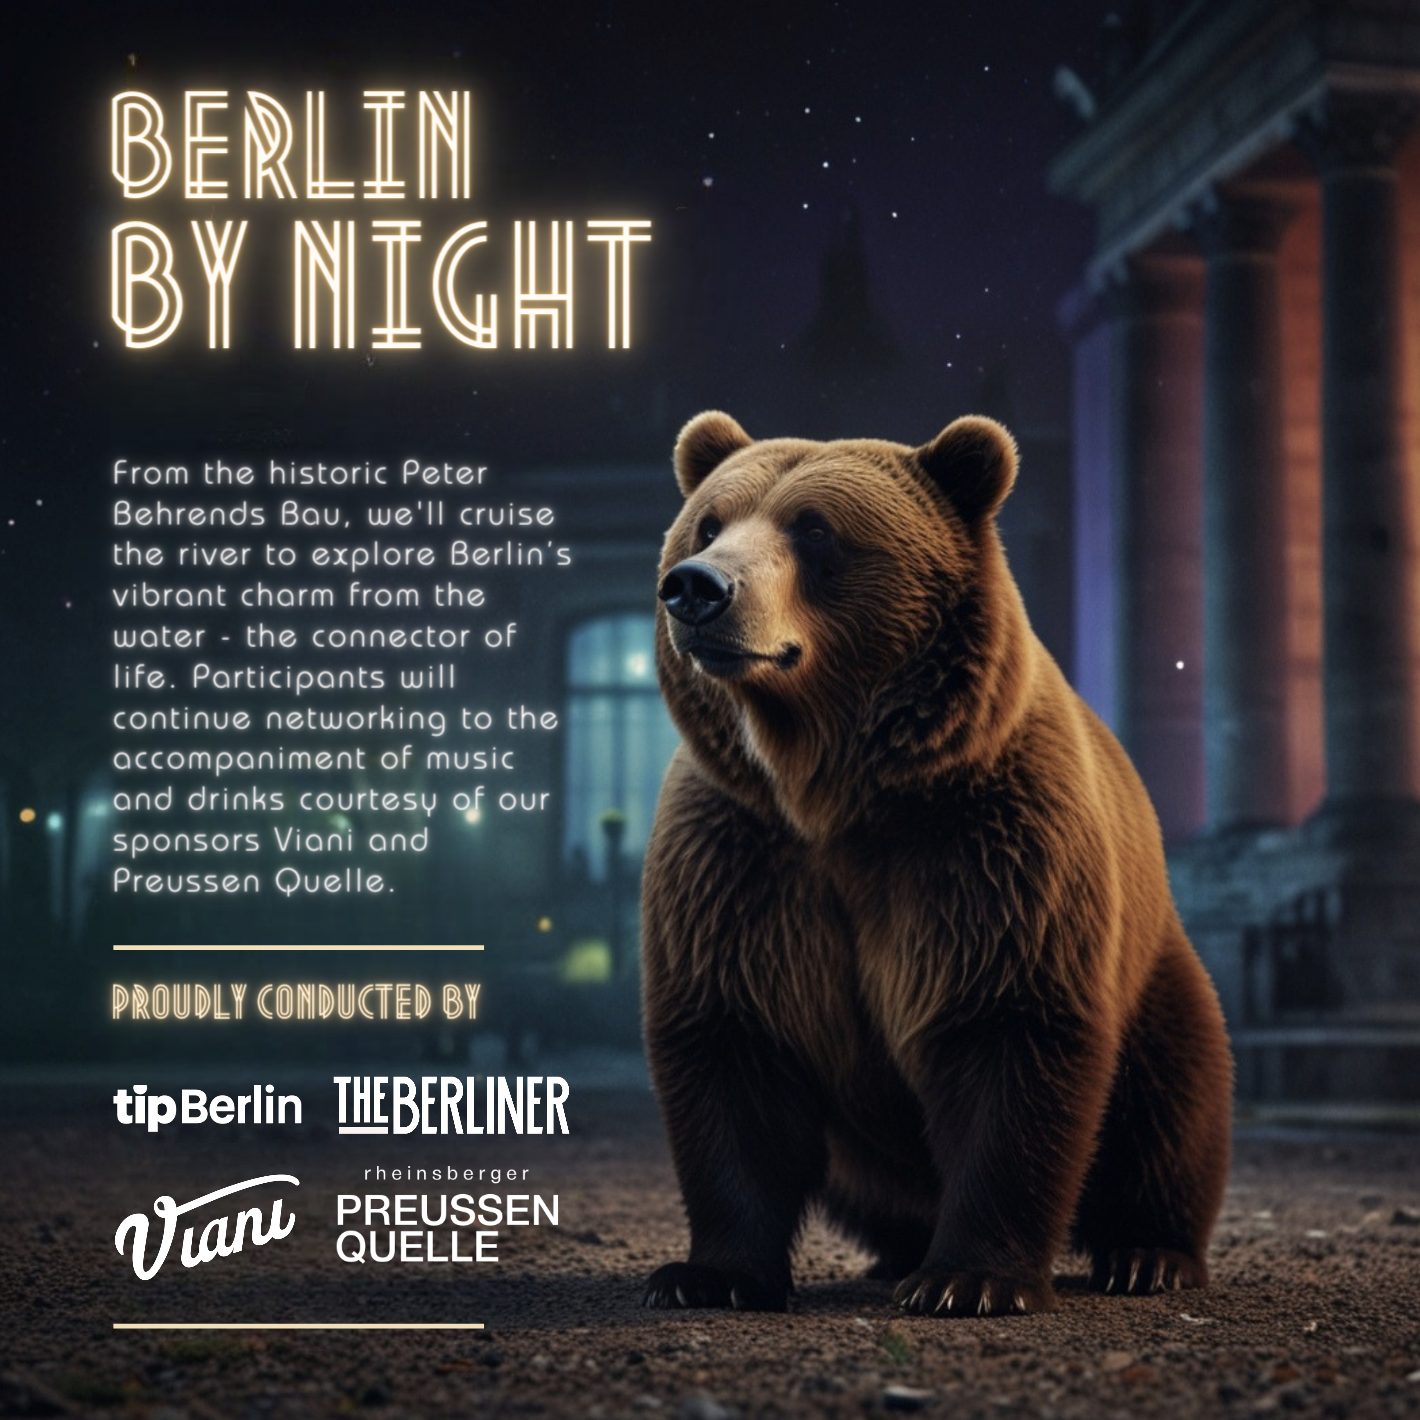 BERLIN
BY NIGHT
From the historic Peter
Behrends Bau, we'll cruise
the river to explore Berlin's
vibrant charm from the
water - the connector of
life. Participants will
continue networking to the
accompaniment of music
and drinks courtesy of our
sponsors Viani and
Preussen Quelle.
PROUDLY CONDUCTED BY
tipBerlin THE BERLINER
Viani
rheinsberger
PREUSSEN
QUELLE